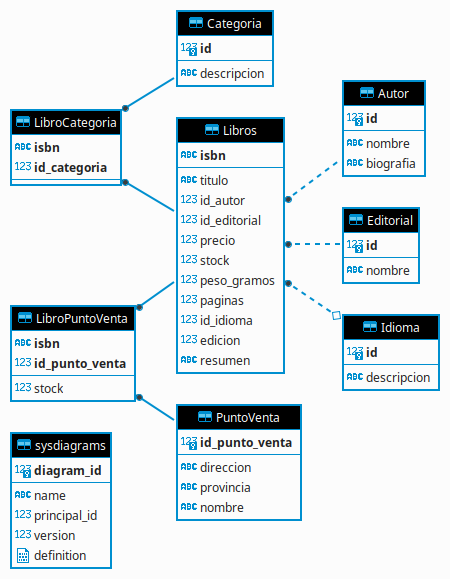 Categoria
123 id
ABC descripcion
LibroCategoria
ABC isbn
123 id_categoria
Libros
ABC isbn
ABC titulo
123 id_autor
123 id_editorial
123 precio
123 stock
123 peso_gramos
123 paginas
123 id_idioma
123 edicion
ABC resumen
Autor
123 id
ABC nombre
ABC biografia
Editorial
123 id
ABC nombre
Idioma
123 id
ABC descripcion
LibroPuntoVenta
ABC isbn
123 id_punto_venta
123 stock
PuntoVenta
123 id_punto_venta
ABC direccion
ABC provincia
ABC nombre
sysdiagrams
123 diagram_id
ABC name
123 principal_id
123 version
definition